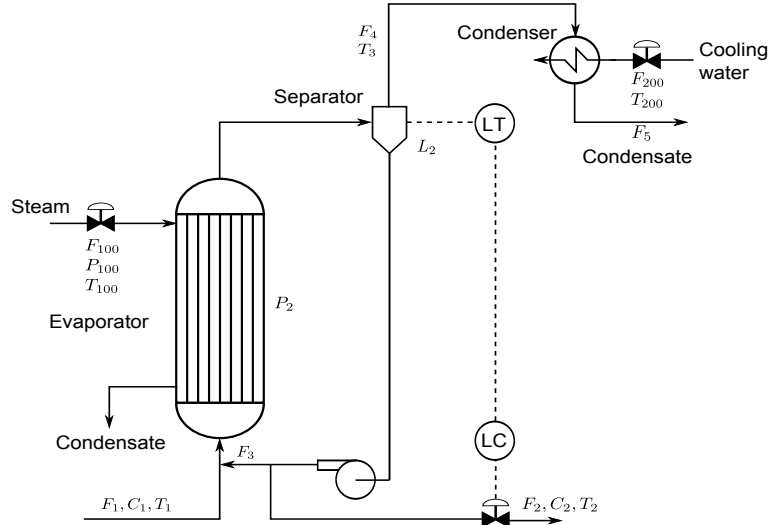 F₄
T₃
Condenser
Cooling
water
F₂₀₀
T₂₀₀
Separator
LT
F₅
L₂
Condensate
Steam
F₁₀₀
P₁₀₀
T₁₀₀
P₂
Evaporator
Condensate
LC
F₃
F₁, C₁, T₁
F₂, C₂, T₂